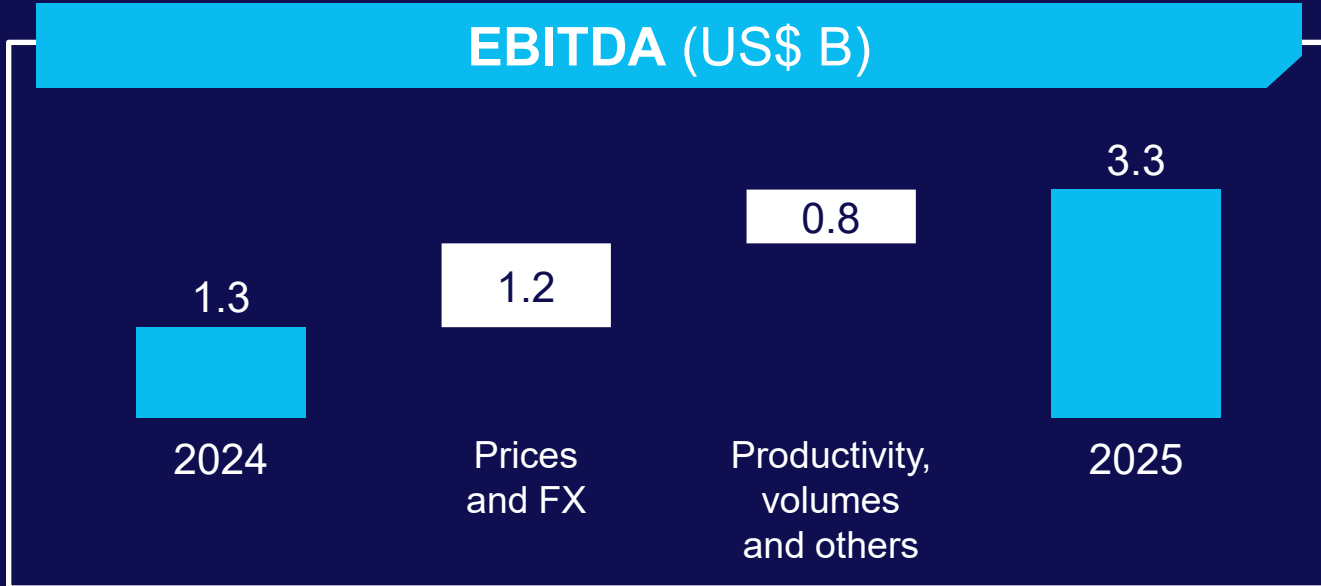 EBITDA (US$ B)
1.3
1.2
0.8
3.3
2024
Prices
and FX
Productivity,
volumes
and others
2025